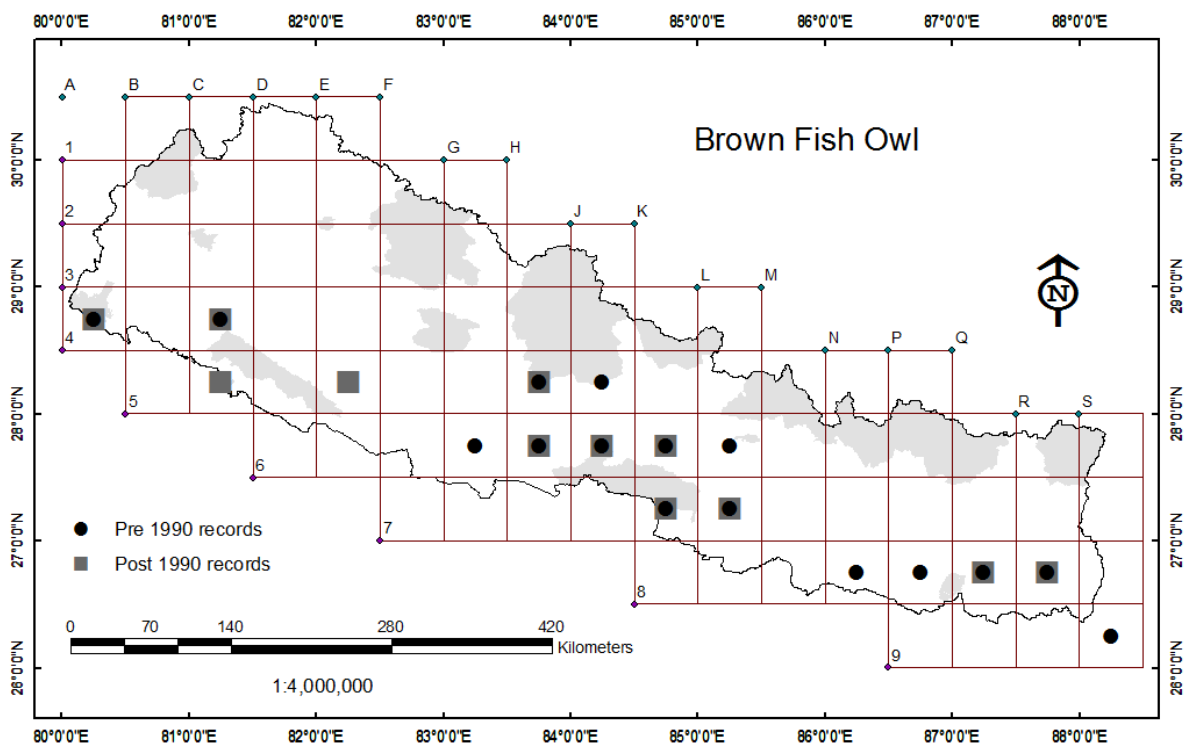 80°0'0"E 81°0'0"E 82°0'0"E 83°0'0"E 84°0'0"E 85°0'0"E 86°0'0"E 87°0'0"E 88°0'0"E
A B C D E F
Brown Fish Owl
1 G H
30°0'0"N 30°0'0"N
2 J K
3 L M
29°0'0"N 29°0'0"N
N
4 N P Q
5 R S
28°0'0"N 28°0'0"N
6
7
27°0'0"N 27°0'0"N
Pre 1990 records
Post 1990 records
8
0 70 140 280 420
Kilometers
9
26°0'0"N 26°0'0"N
1:4,000,000
80°0'0"E 81°0'0"E 82°0'0"E 83°0'0"E 84°0'0"E 85°0'0"E 86°0'0"E 87°0'0"E 88°0'0"E